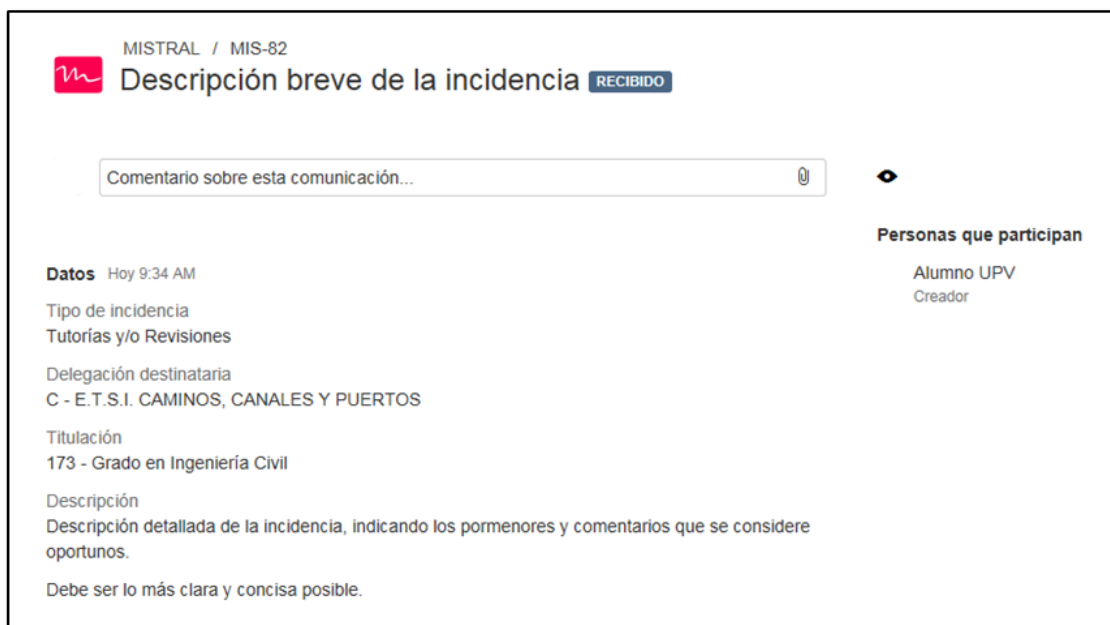 MISTRAL / MIS-82
Descripción breve de la incidencia RECIBIDO
Comentario sobre esta comunicación...
Personas que participan
Alumno UPV
Creador
Datos Hoy 9:34 AM
Tipo de incidencia
Tutorías y/o Revisiones
Delegación destinataria
C - E.T.S.I. CAMINOS, CANALES Y PUERTOS
Titulación
173 - Grado en Ingeniería Civil
Descripción
Descripción detallada de la incidencia, indicando los pormenores y comentarios que se considere
oportunos.
Debe ser lo más clara y concisa posible.